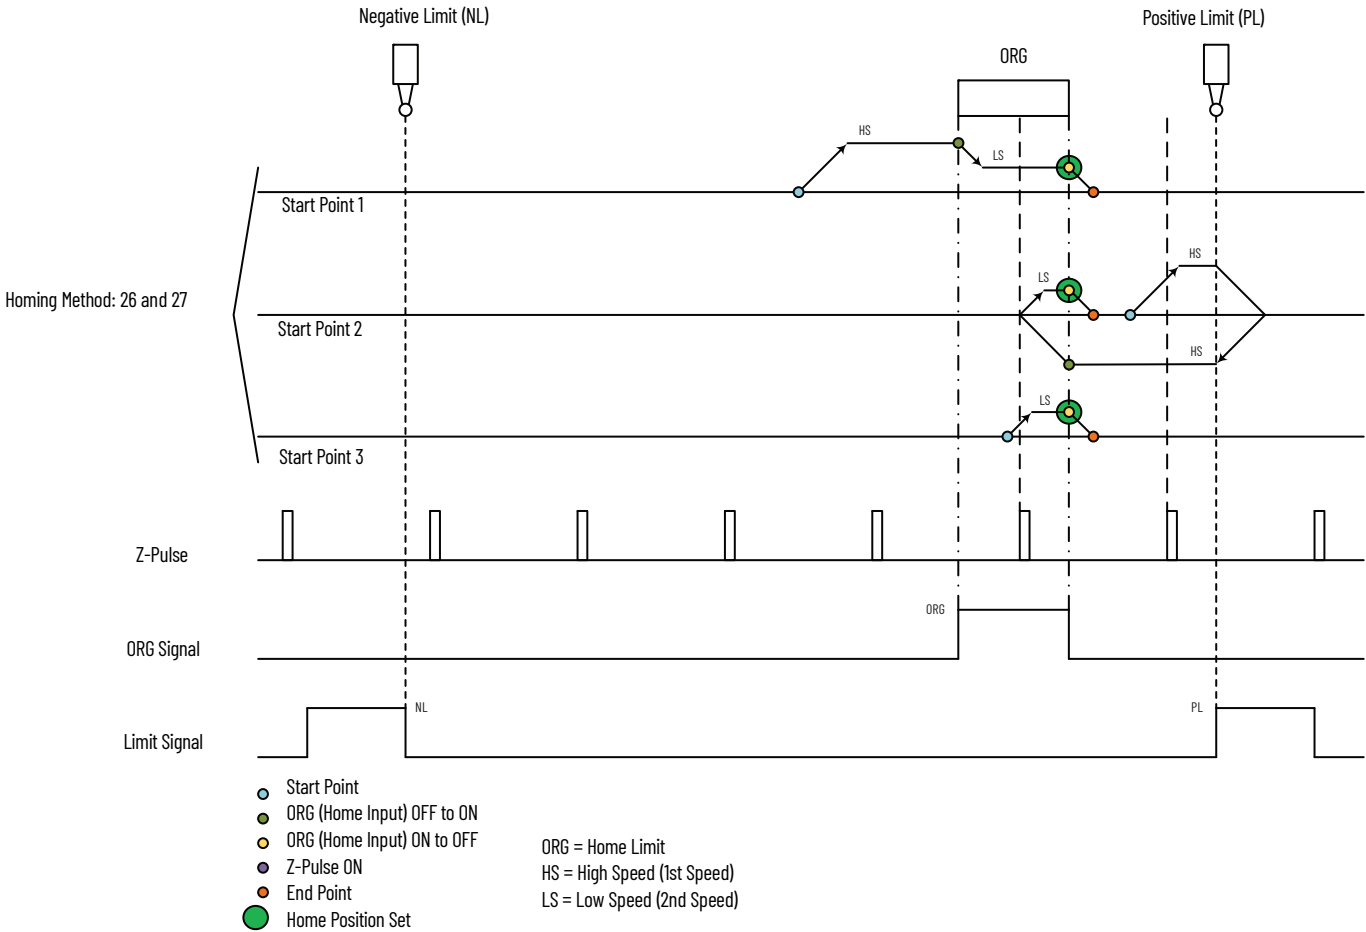 Negative Limit (NL)
Positive Limit (PL)
ORG
HS
LS
Start Point 1
HS
LS
Homing Method: 26 and 27
Start Point 2
HS
LS
Start Point 3
Z-Pulse
ORG
ORG Signal
NL
PL
Limit Signal
Start Point
ORG (Home Input) OFF to ON
ORG (Home Input) ON to OFF
Z-Pulse ON
End Point
Home Position Set
ORG = Home Limit
HS = High Speed (1st Speed)
LS = Low Speed (2nd Speed)